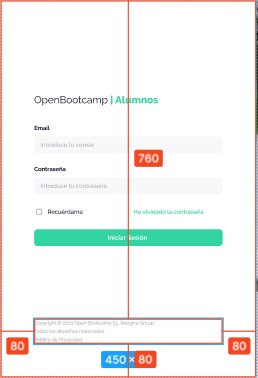 OpenBootcamp | Alumnos
Email
Introduce tu correo
Contraseña
760
Introduce tu contraseña
Recuérdame
He olvidado la contraseña
Iniciar Sesión
Copyright © 2021 Open Bootcamp SL, Imagine Group
Todos los derechos reservados
Política de Privacidad
80
80
450 × 80